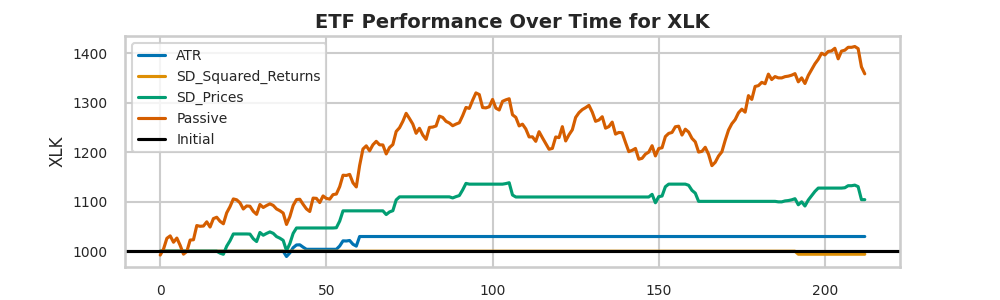 ETF Performance Over Time for XLK
XLK
1400
1300
1200
1100
1000
ATR
SD_Squared_Returns
SD_Prices
Passive
Initial
0
50
100
150
200